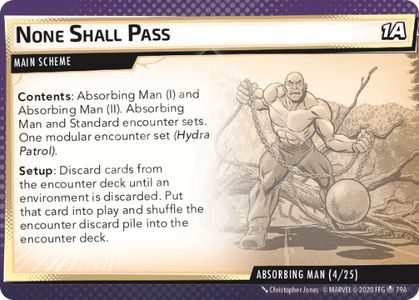 NONE SHALL PASS
1A
MAIN SCHEME
Contents: Absorbing Man (I) and
Absorbing Man (II). Absorbing
Man and Standard encounter sets.
One modular encounter set (Hydra
Patrol).
Setup: Discard cards from
the encounter deck until an
environment is discarded. Put
that card into play and shuffle the
encounter discard pile into the
encounter deck.
ABSORBING MAN (4/25)
Christopher Jones © MARVEL © 2020 FFG 79A